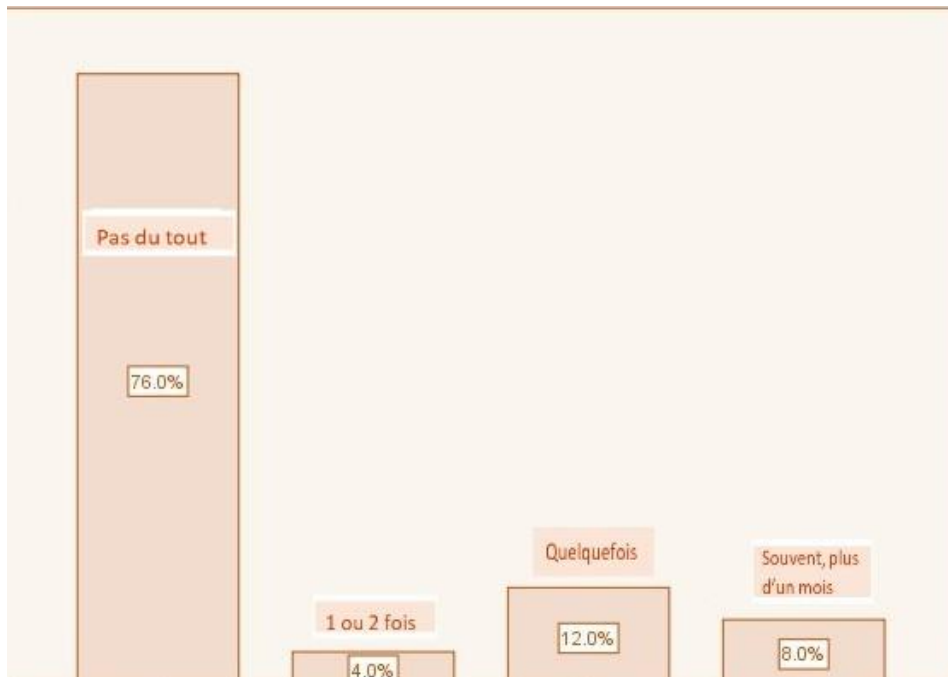 Pas du tout
76.0%
1 ou 2 fois
4.0%
Quelquefois
12.0%
Souvent, plus
d'un mois
8.0%